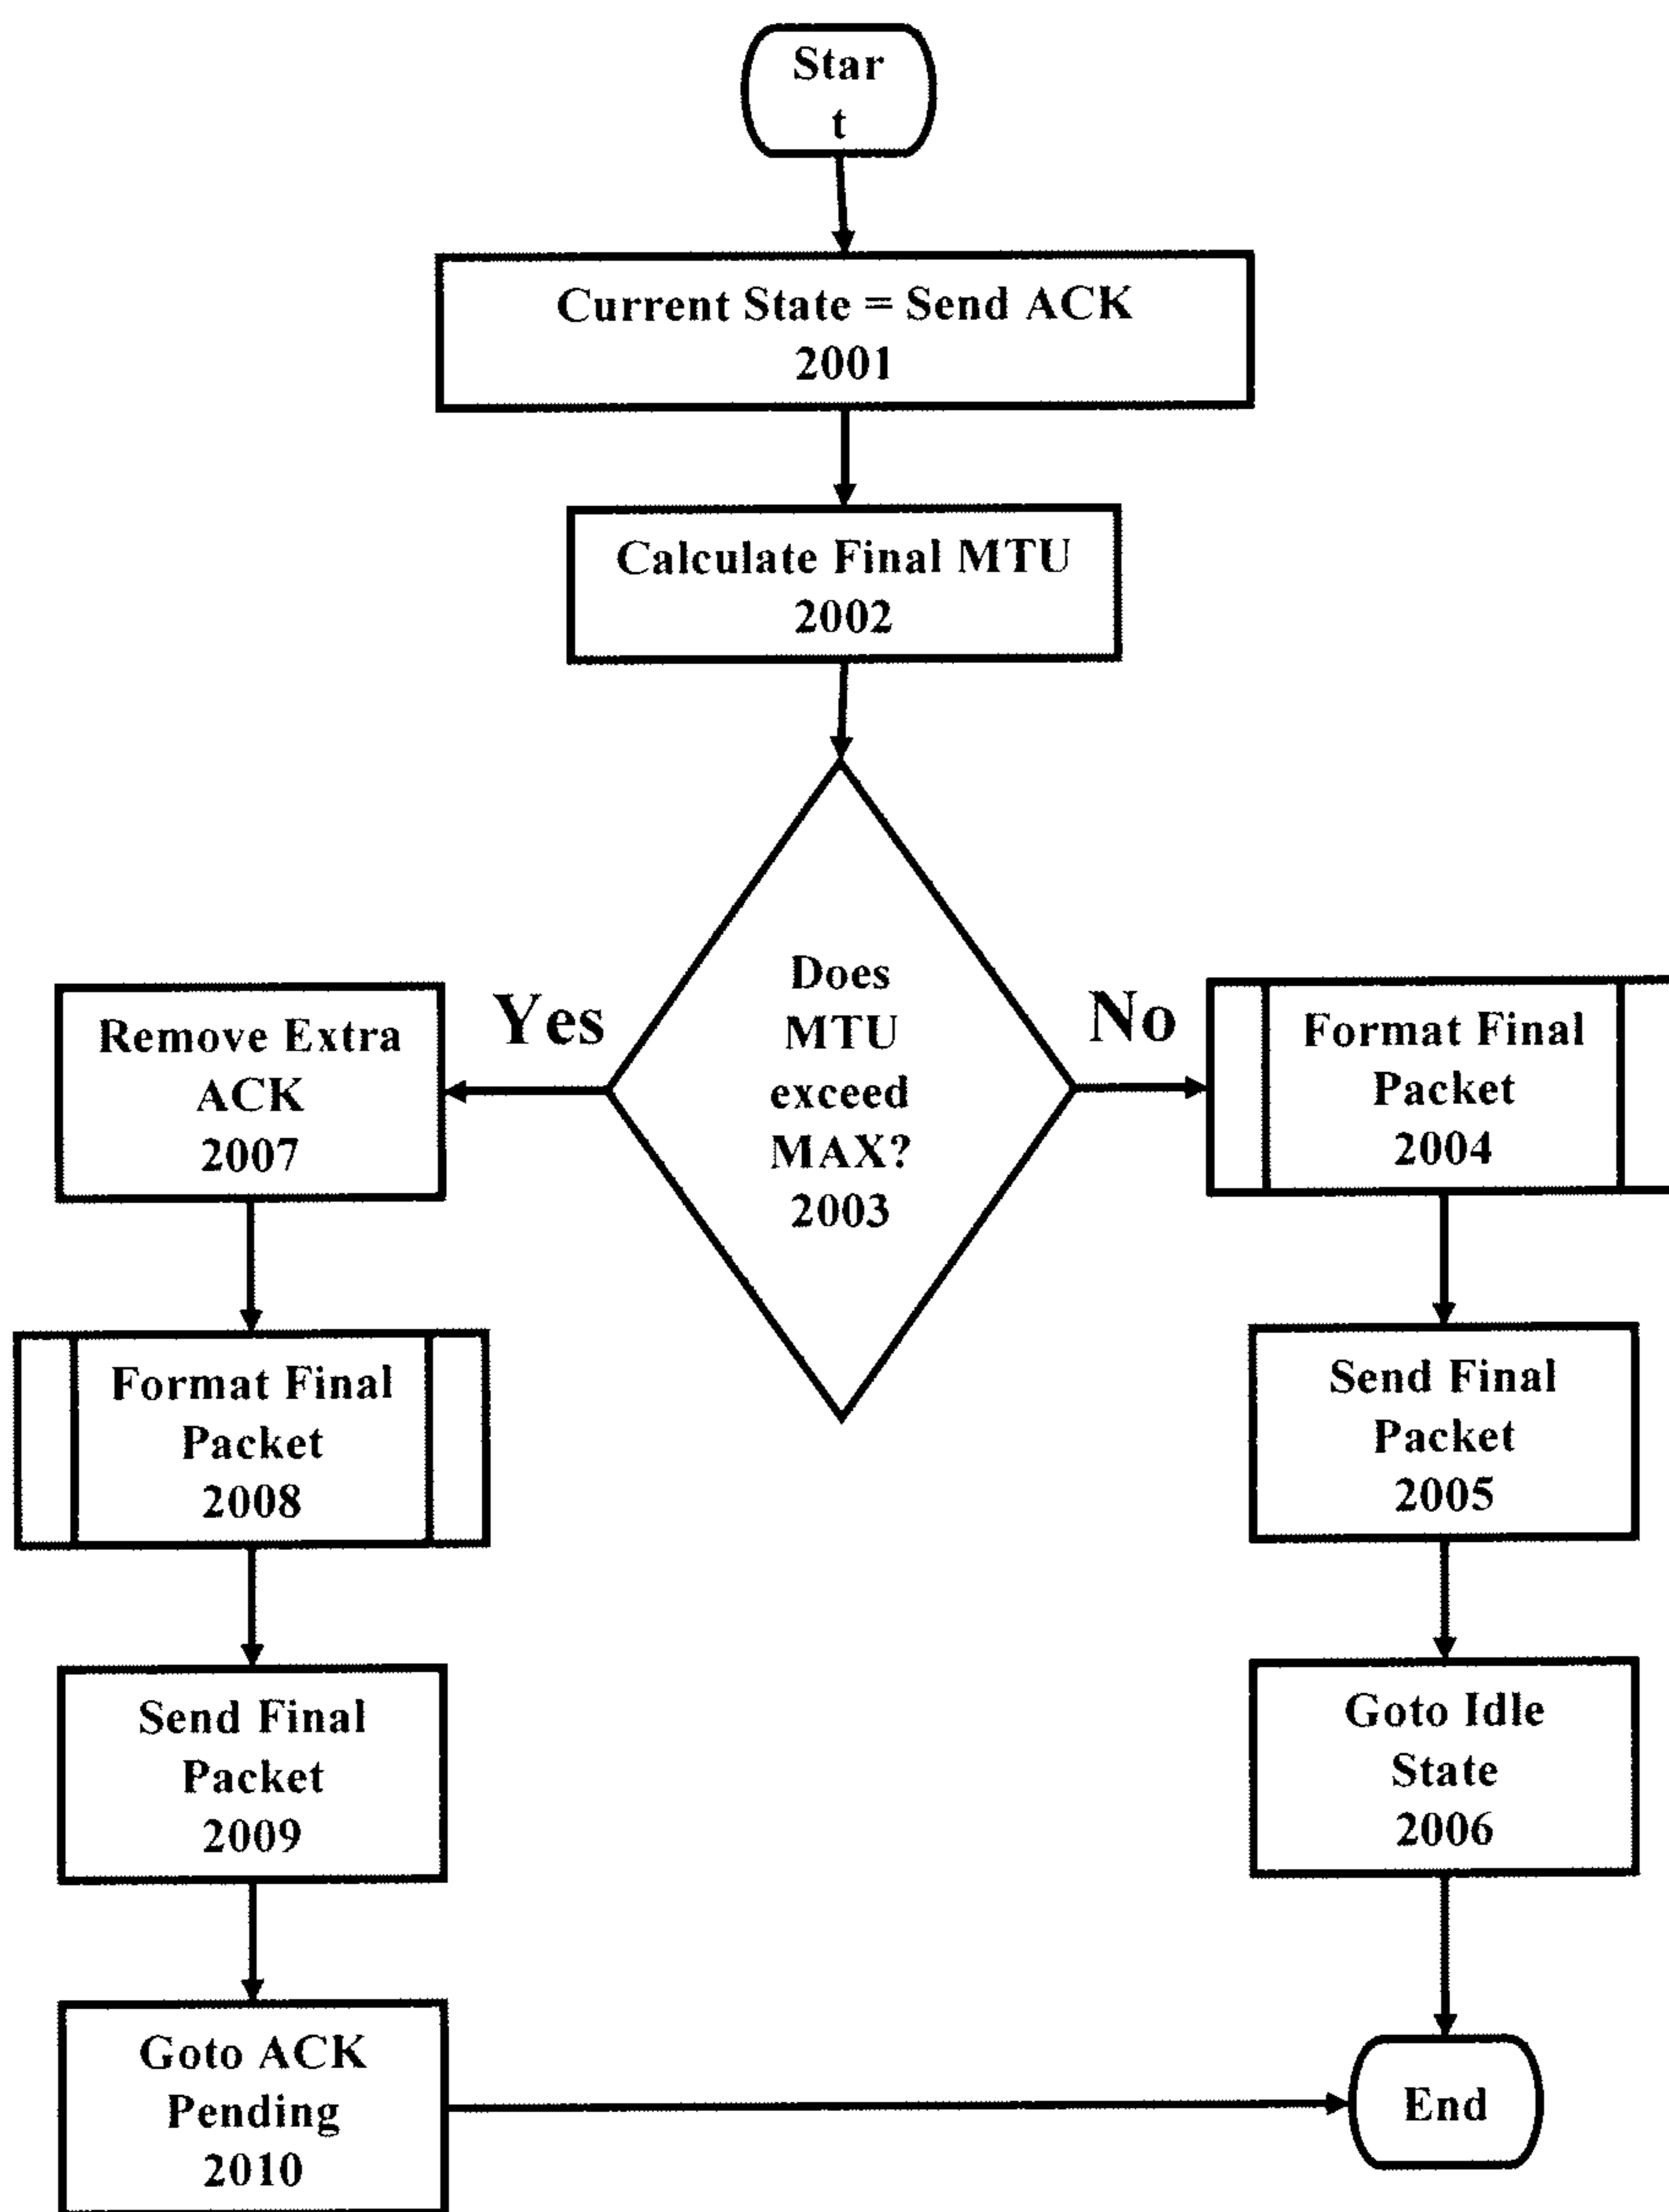 Star
t
Current State = Send ACK
2001
Calculate Final MTU
2002
Does
MTU
exceed
MAX?
2003
Yes
No
Remove Extra
ACK
2007
Format Final
Packet
2008
Send Final
Packet
2009
Goto ACK
Pending
2010
Format Final
Packet
2004
Send Final
Packet
2005
Goto Idle
State
2006
End